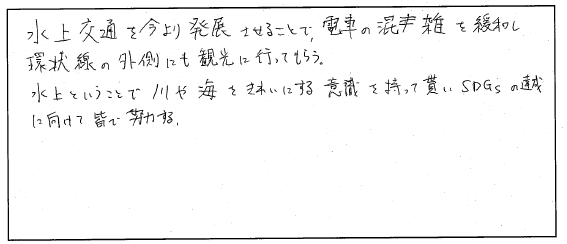 水上交通を今より発展させることで、電車の混雑を緩和し
環状線の外側にも観光に行ってもらう。
水上ということで川や海をきれいにする意識を持って貰いSDGsの達成
に向けて皆で努力する。